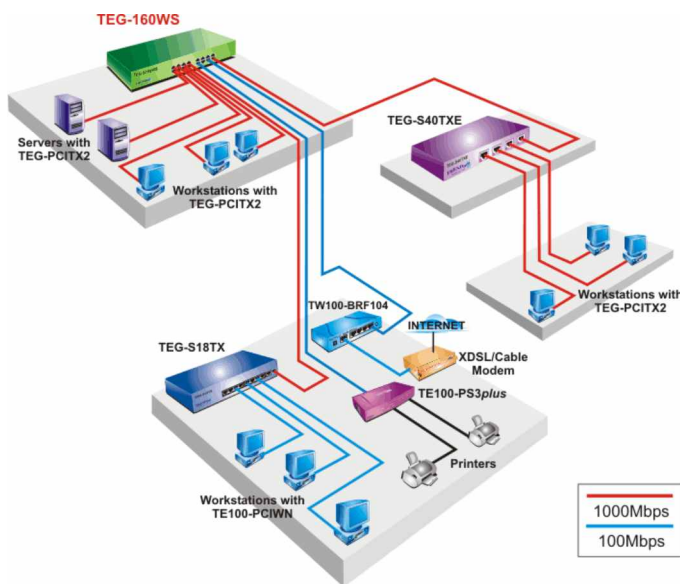 TEG-160WS
TEG-S40TXE
Servers with
TEG-PCITX2
Workstations with
TEG-PCITX2
Workstations with
TEG-PCITX2
TW100-BRF104
INTERNET
TEG-S18TX
XDSL/Cable
Modem
TE100-PS3plus
Printers
Workstations with
TE100-PCIWN
1000Mbps
100Mbps